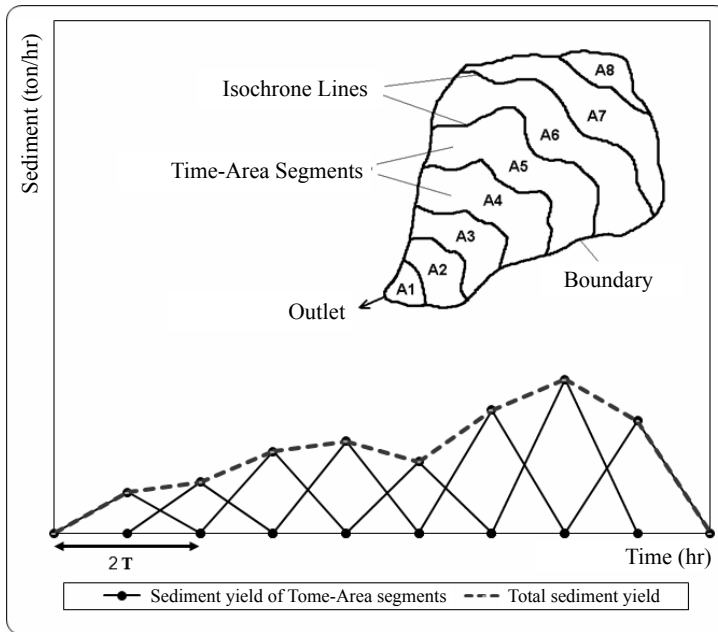 Sediment (ton/hr)
Isochrone Lines
Time-Area Segments
A8
A7
A6
A5
A4
A3
A2
A1
Boundary
Outlet
2 T
Time (hr)
Sediment yield of Tome-Area segments
Total sediment yield